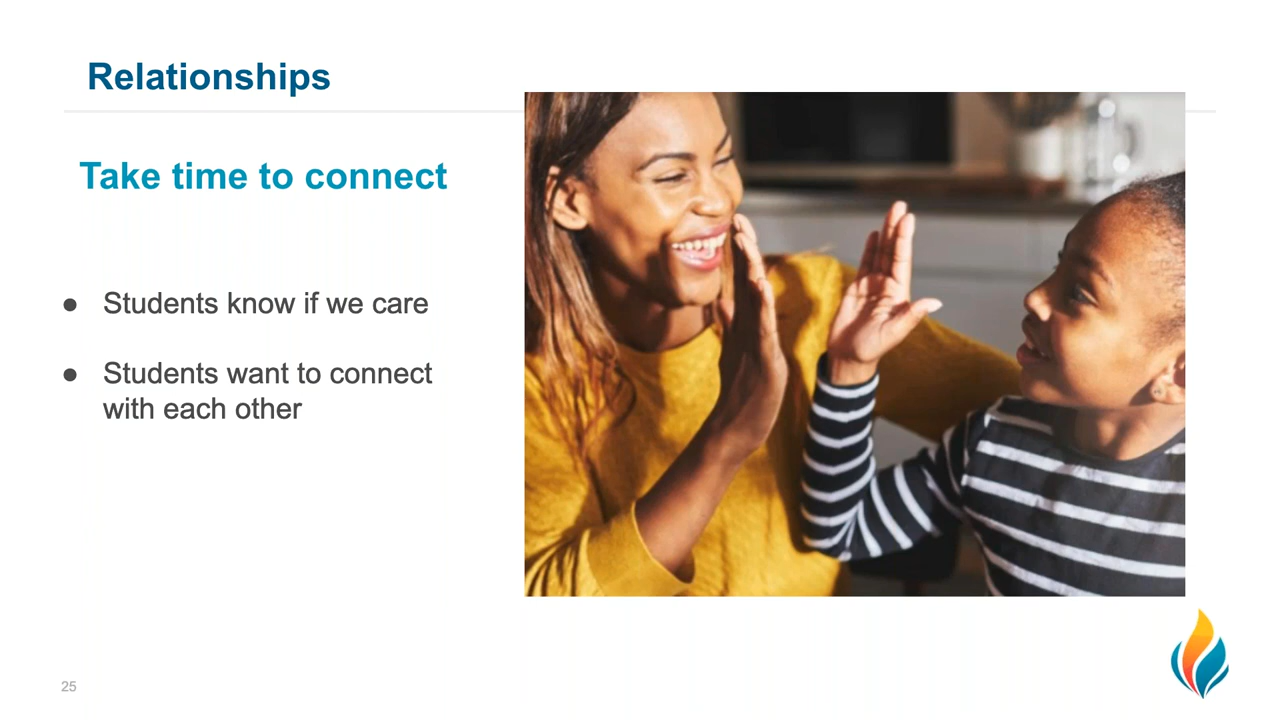 Relationships
Take time to connect
● Students know if we care
● Students want to connect
with each other
25